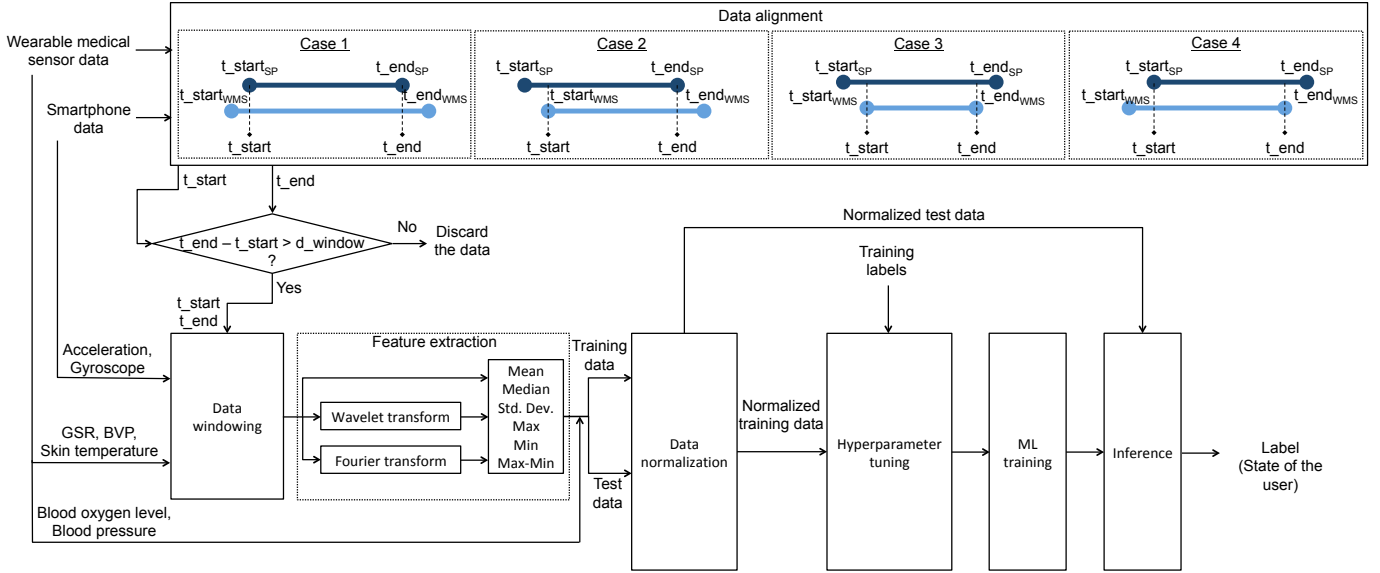 Data alignment
Wearable medical
sensor data
Smartphone
data
Case 1
t_startSP
t_endSP
t_startWMS
t_endWMS
t_start
t_end
Case 2
t_startSP
t_endSP
t_startWMS
t_endWMS
t_start
t_end
Case 3
t_startSP
t_endSP
t_startWMS
t_endWMS
t_start
t_end
Case 4
t_startSP
t_endSP
t_startWMS
t_endWMS
t_start
t_end
t_start
t_end
t_end – t_start > d_window
?
No
Discard
the data
Yes
t_start
t_end
Acceleration,
Gyroscope
GSR, BVP,
Skin temperature
Blood oxygen level,
Blood pressure
Data
windowing
Feature extraction
Wavelet transform
Fourier transform
Mean
Median
Std. Dev.
Max
Min
Max-Min
Training
data
Test
data
Data
normalization
Normalized test data
Normalized
training data
Training
labels
Hyperparameter
tuning
ML
training
Inference
Label
(State of the
user)